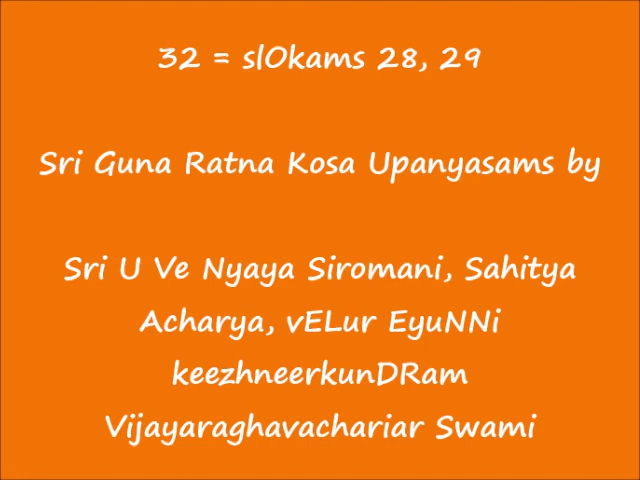 32 = slOkams 28, 29
Sri Guna Ratna Kosa Upanyasams by
Sri U Ve Nyaya Siromani, Sahitya
Acharya, vELur EyuNNi
keezhneerkunDRam
Vijayaraghavachariar Swami